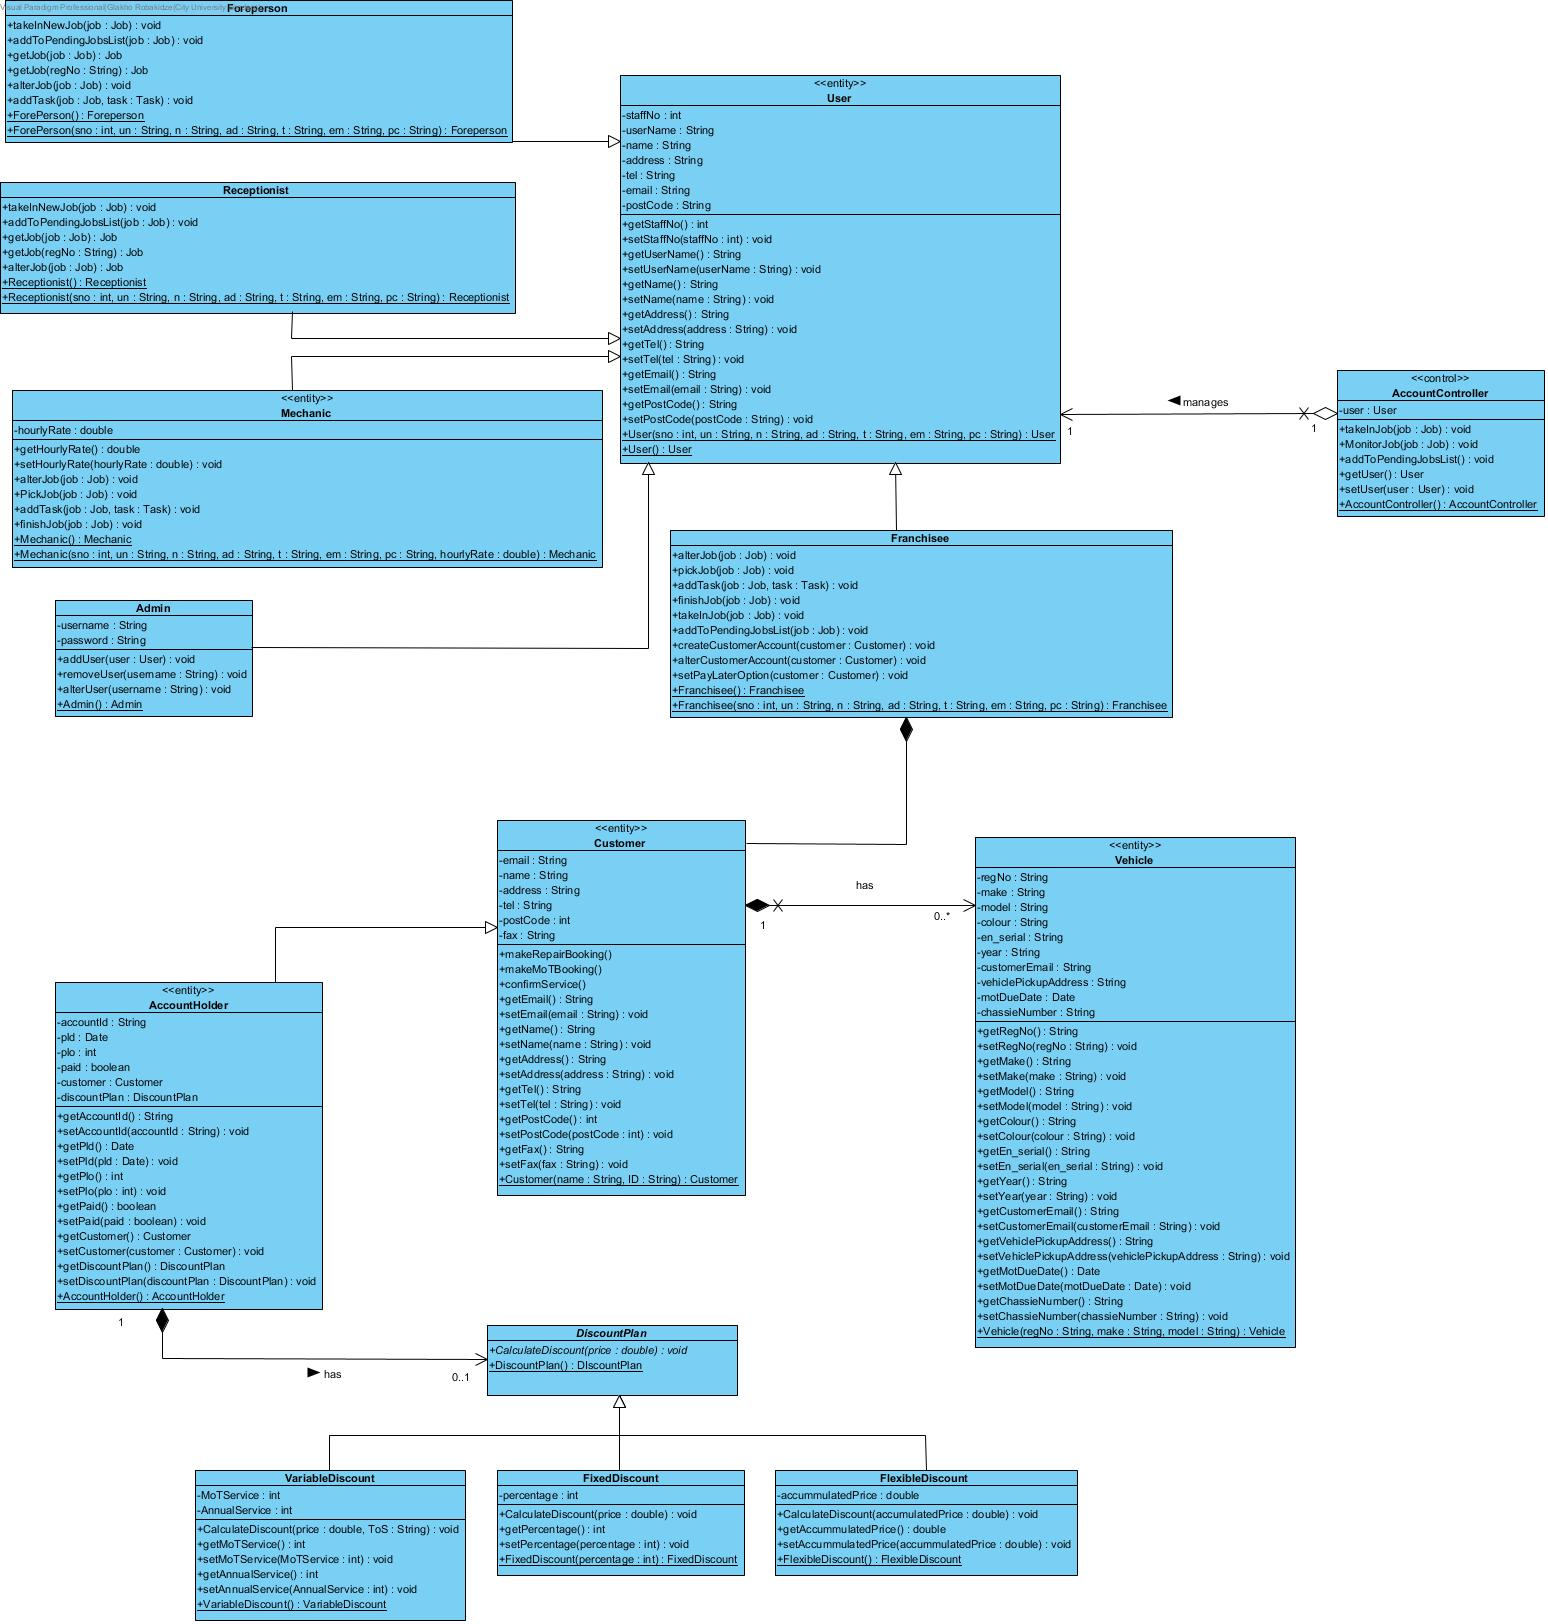 Visual Paradigm Professional(Giakho Robakidze(City University
Foreperson
+takeInNewJob(job : Job) : void
+addToPendingJobsList(job : Job) : void
+getJob(job : Job) : Job
+getJob(regNo : String) : Job
+alterJob(job : Job) : void
+addTask(job : Job, task : Task) : void
+ForePerson() : Foreperson
+ForePerson(sno : int, un : String, n : String, ad : String, t : String, em : String, pc : String) : Foreperson
Receptionist
+takeInNewJob(job : Job) : void
+addToPendingJobsList(job : Job) : void
+getJob(job : Job) : Job
+getJob(regNo : String) : Job
+alterJob(job : Job) : Job
+Receptionist() : Receptionist
+Receptionist(sno : int, un : String, n : String, ad : String, t : String, em : String, pc : String) : Receptionist
<<entity>>
User
-staffNo : int
-userName : String
-name : String
-address : String
-tel : String
-email : String
-postCode : String
+getStaffNo() : int
+setStaffNo(staffNo : int) : void
+getUserName() : String
+setUserName(userName : String) : void
+getName() : String
+setName(name : String) : void
+getAddress() : String
+setAddress(address : String) : void
+getTel() : String
+setTel(tel : String) : void
+getEmail() : String
+setEmail(email : String) : void
+getPostCode() : String
+setPostCode(postCode : String) : void
+User(sno : int, un : String, n : String, ad : String, t : String, em : String, pc : String) : User
+User() : User
manages
1
1
<<control>>
AccountController
-user : User
+takeInJob(job : Job) : void
+MonitorJob(job : Job) : void
+addToPendingJobsList() : void
+getUser() : User
+setUser(user : User) : void
+AccountController() : AccountController
<<entity>>
Mechanic
-hourlyRate : double
+getHourlyRate() : double
+setHourlyRate(hourlyRate : double) : void
+alterJob(job : Job) : void
+PickJob(job : Job) : void
+addTask(job : Job, task : Task) : void
+finishJob(job : Job) : void
+Mechanic() : Mechanic
+Mechanic(sno : int, un : String, n : String, ad : String, t : String, em : String, pc : String, hourlyRate : double) : Mechanic
Franchisee
+alterJob(job : Job) : void
+pickJob(job : Job) : void
+addTask(job : Job, task : Task) : void
+finishJob(job : Job) : void
+takeInJob(job : Job) : void
+addToPendingJobsList(job : Job) : void
+createCustomerAccount(customer : Customer) : void
+alterCustomerAccount(customer : Customer) : void
+setPayLaterOption(customer : Customer) : void
+Franchisee() : Franchisee
+Franchisee(sno : int, un : String, n : String, ad : String, t : String, em : String, pc : String) : Franchisee
Admin
-username : String
-password : String
+addUser(user : User) : void
+removeUser(username : String) : void
+alterUser(username : String) : void
+Admin() : Admin
<<entity>>
Customer
-email : String
-name : String
-address : String
-tel : String
-postCode : int
-fax : String
+makeRepairBooking()
+makeMoTBooking()
+confirmService()
+getEmail() : String
+setEmail(email : String) : void
+getName() : String
+setName(name : String) : void
+getAddress() : String
+setAddress(address : String) : void
+getTel() : String
+setTel(tel : String) : void
+getPostCode() : int
+setPostCode(postCode : int) : void
+getFax() : String
+setFax(fax : String) : void
+Customer(name : String, ID : String) : Customer
has
1
0..*
<<entity>>
Vehicle
-regNo : String
-make : String
-model : String
-colour : String
-en_serial : String
-year : String
-customerEmail : String
-vehiclePickupAddress : String
-motDueDate : Date
-chassieNumber : String
+getRegNo() : String
+setRegNo(regNo : String) : void
+getMake() : String
+setMake(make : String) : void
+getModel() : String
+setModel(model : String) : void
+getColour() : String
+setColour(colour : String) : void
+getEn_serial() : String
+setEn_serial(en_serial : String) : void
+getYear() : String
+setYear(year : String) : void
+getCustomerEmail() : String
+setCustomerEmail(customerEmail : String) : void
+getVehiclePickupAddress() : String
+setVehiclePickupAddress(vehiclePickupAddress : String) : void
+getMotDueDate() : Date
+setMotDueDate(motDueDate : Date) : void
+getChassieNumber() : String
+setChassieNumber(chassieNumber : String) : void
+Vehicle(regNo : String, make : String, model : String) : Vehicle
<<entity>>
AccountHolder
-accountId : String
-pld : Date
-plo : int
-paid : boolean
-customer : Customer
-discountPlan : DiscountPlan
+getAccountId() : String
+setAccountId(accountId : String) : void
+getPld() : Date
+setPld(pld : Date) : void
+getPlo() : int
+setPlo(plo : int) : void
+getPaid() : boolean
+setPaid(paid : boolean) : void
+getCustomer() : Customer
+setCustomer(customer : Customer) : void
+getDiscountPlan() : DiscountPlan
+setDiscountPlan(discountPlan : DiscountPlan) : void
+AccountHolder() : AccountHolder
1
has
0..1
DiscountPlan
+CalculateDiscount(price : double) : void
+DiscountPlan() : DIscountPlan
VariableDiscount
-MoTService : int
-AnnualService : int
+CalculateDiscount(price : double, ToS : String) : void
+getMoTService() : int
+setMoTService(MoTService : int) : void
+getAnnualService() : int
+setAnnualService(AnnualService : int) : void
+VariableDiscount() : VariableDiscount
FixedDiscount
-percentage : int
+CalculateDiscount(price : double) : void
+getPercentage() : int
+setPercentage(percentage : int) : void
+FixedDiscount(percentage : int) : FixedDiscount
FlexibleDiscount
-accummulatedPrice : double
+CalculateDiscount(accumulatedPrice : double) : void
+getAccummulatedPrice() : double
+setAccummulatedPrice(accummulatedPrice : double) : void
+FlexibleDiscount() : FlexibleDiscount